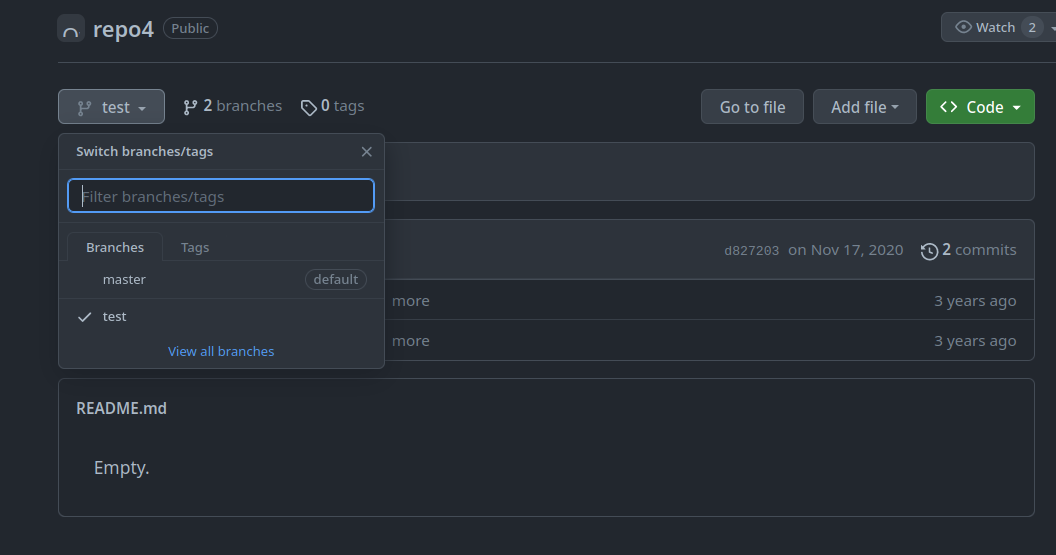 repo4 Public Watch 2
test 2 branches 0 tags Go to file Add file Code
Switch branches/tags
Filter branches/tags
Branches Tags
d827203 on Nov 17, 2020 2 commits
master default
more 3 years ago
test
more 3 years ago
View all branches
README.md
Empty.